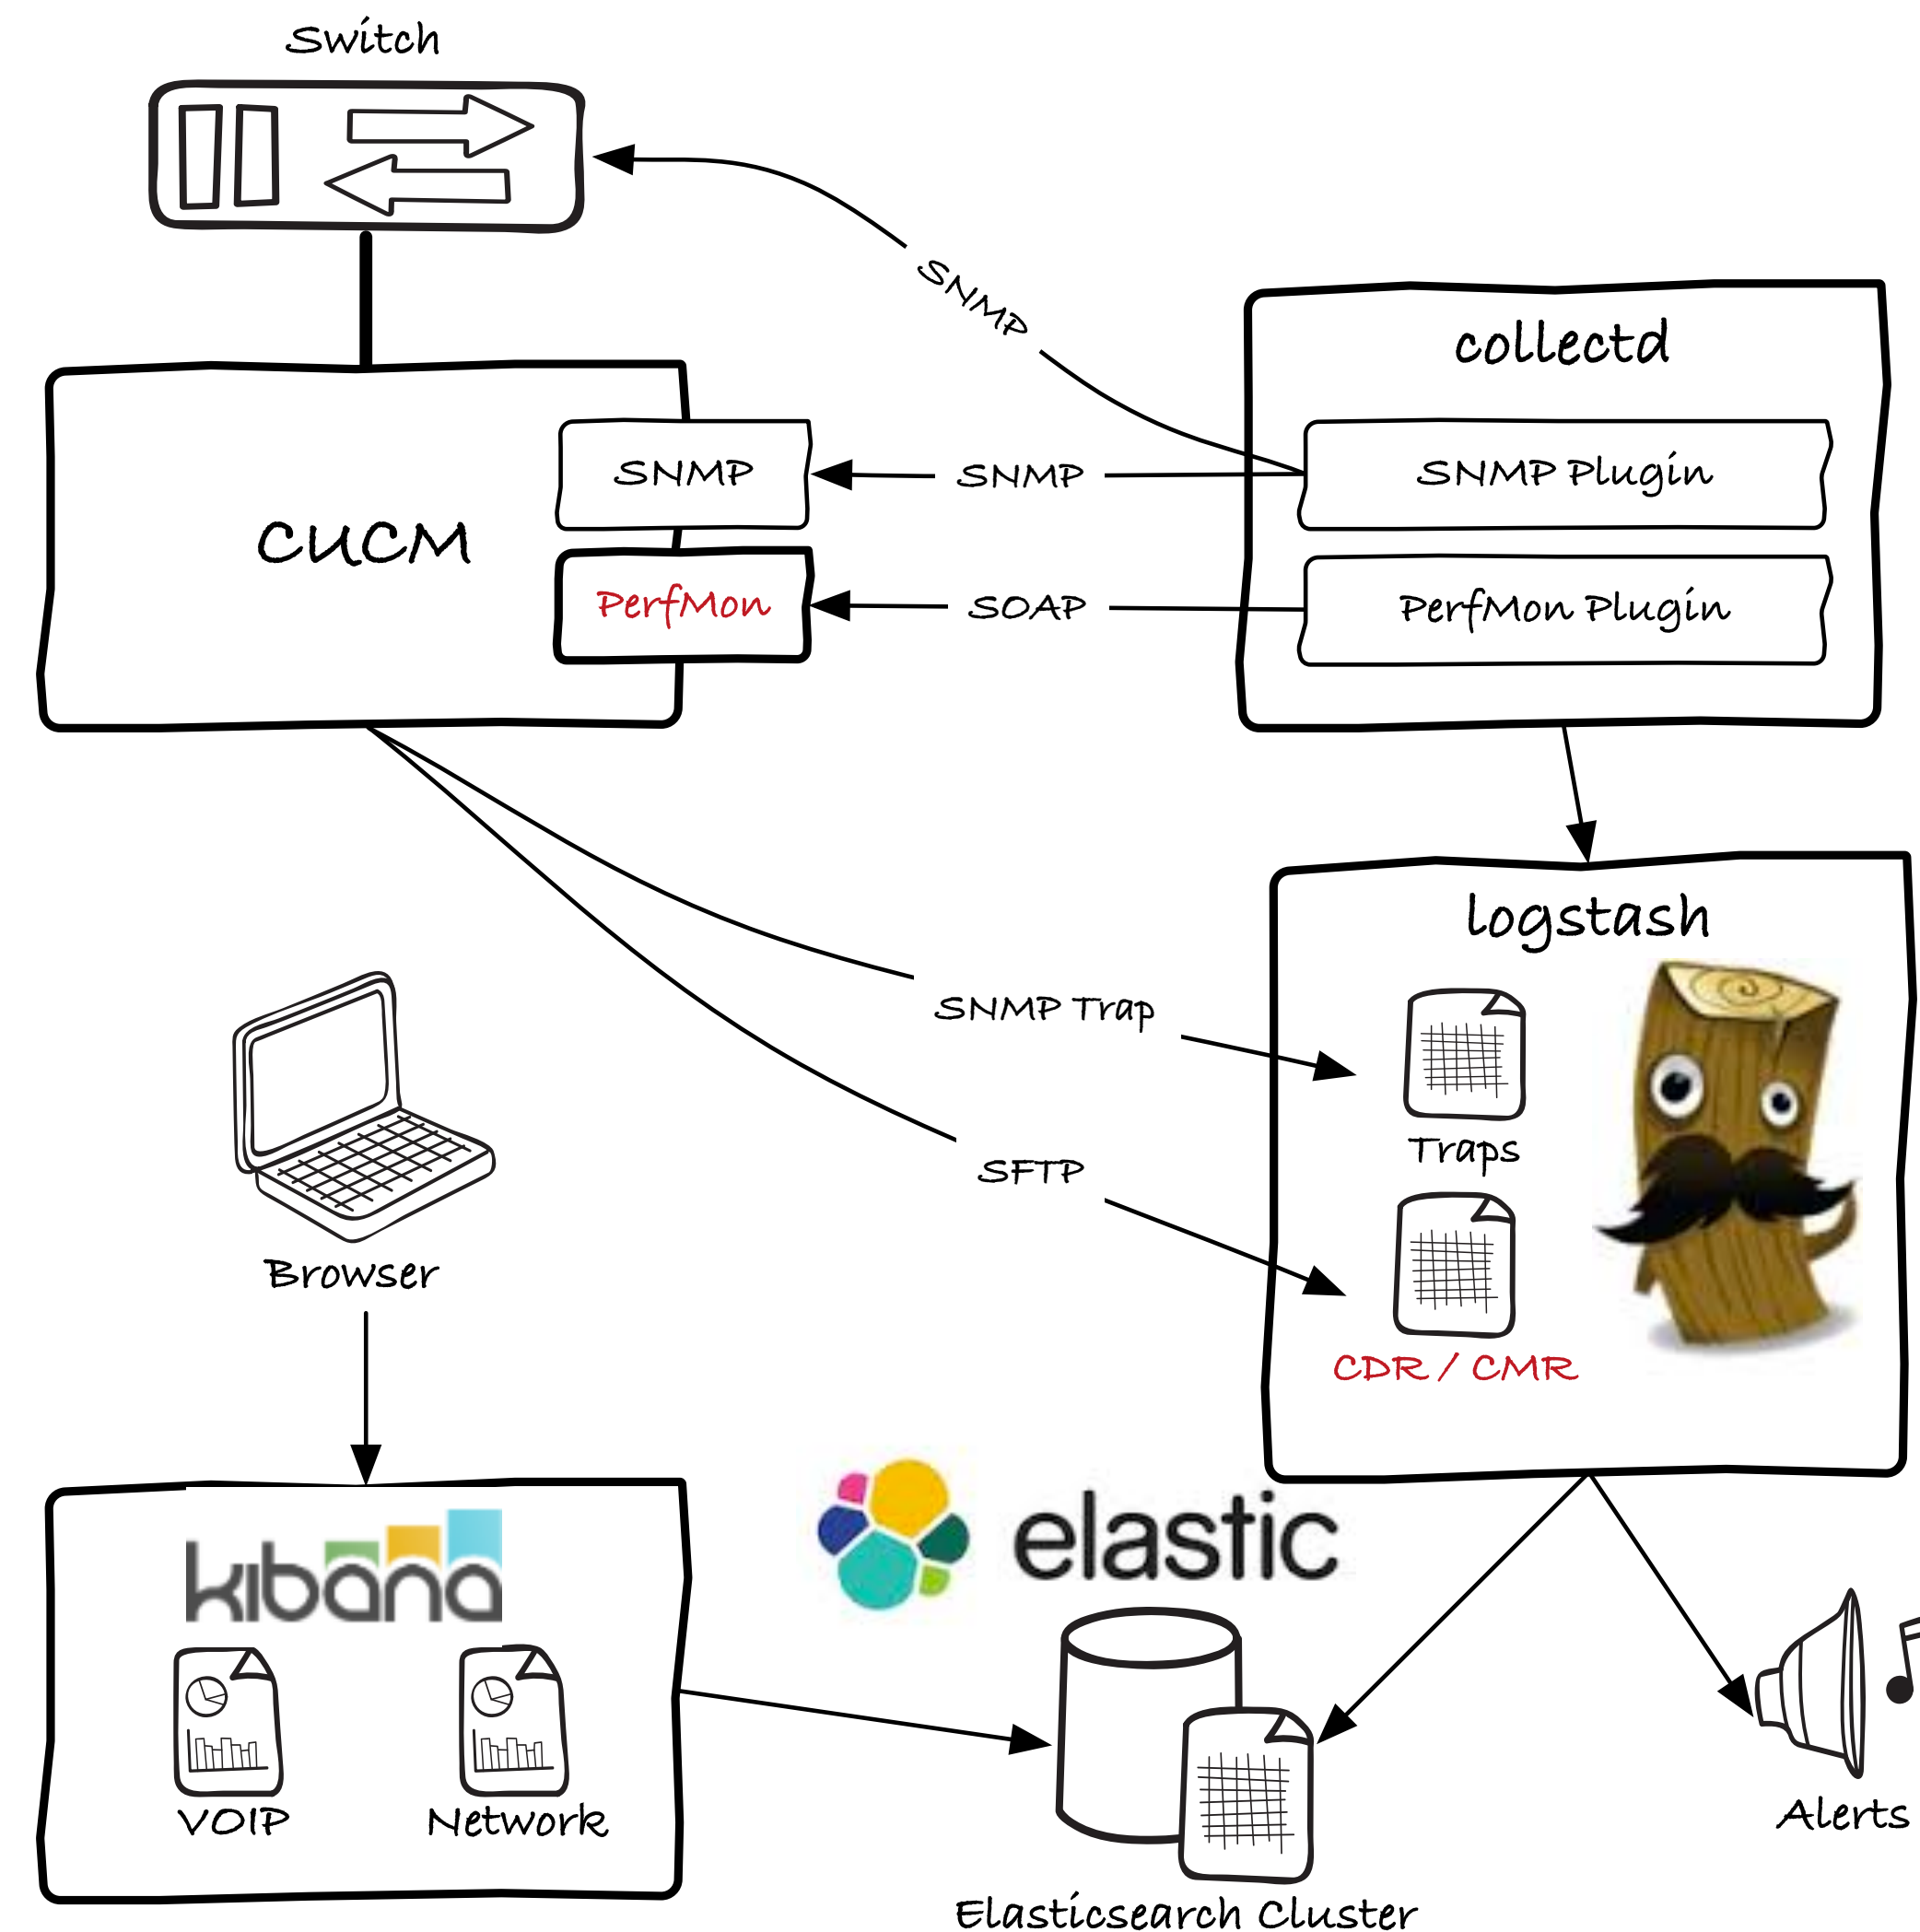 Switch
SNMP
collectd
SNMP
SNMP
SNMP Plugin
CUCM
PerfMon
SOAP
PerfMon Plugin
logstash
SNMP Trap
Traps
SFTP
Browser
CDR / CMR
kibana
elastic
VOIP
Network
Alerts
Elasticsearch Cluster